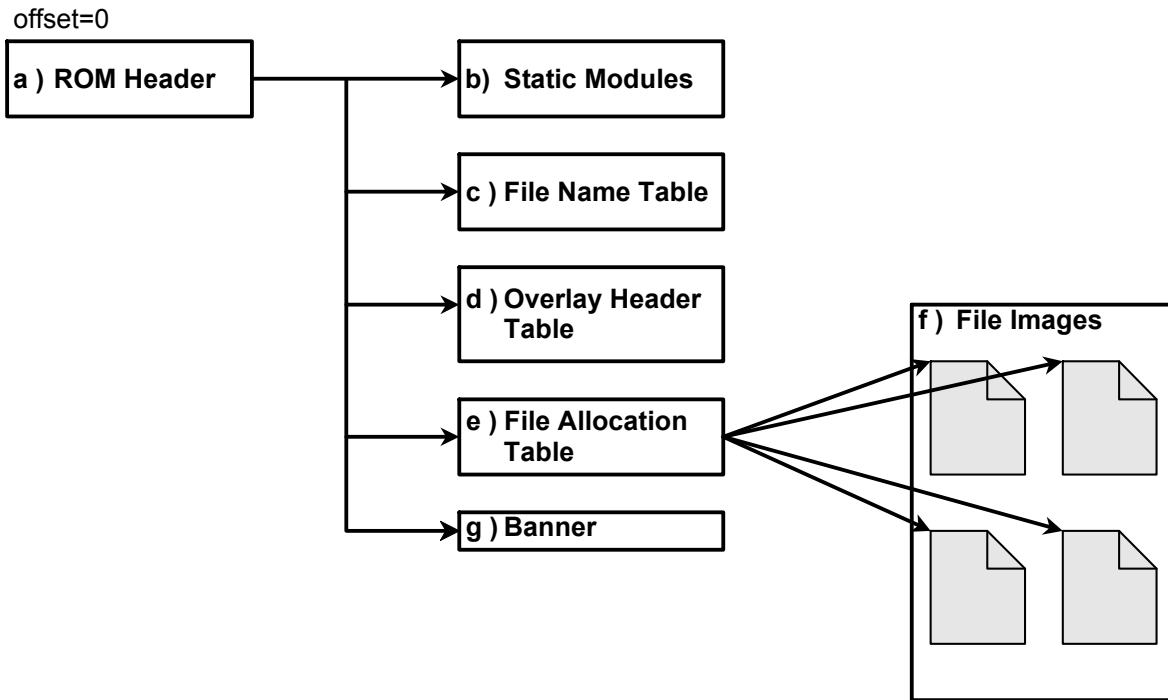 offset=0
a ) ROM Header
b) Static Modules
c ) File Name Table
d ) Overlay Header
Table
e ) File Allocation
Table
f ) File Images
g ) Banner